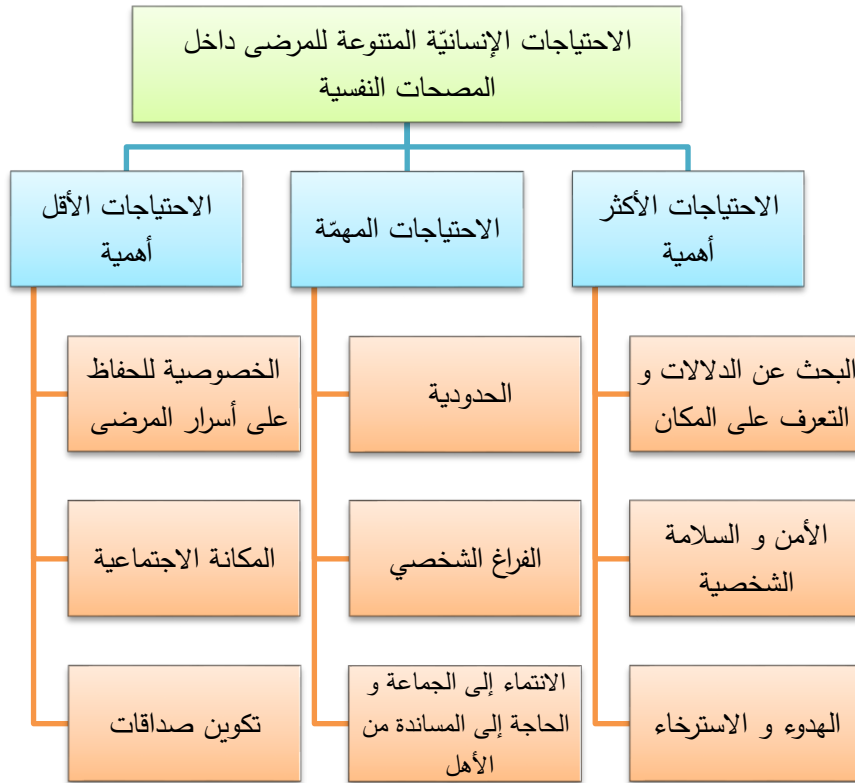 الاحتياجات الإنسانيّة المتنوعة للمرضى داخل
المصحات النفسية
الاحتياجات الأكثر
أهمية
البحث عن الدلالات و
التعرف على المكان
الأمن و السلامة
الشخصية
الهدوء و الاسترخاء
الاحتياجات المهمّة
الحدودية
الفراغ الشخصي
الانتماء إلى الجماعة و
الحاجة إلى المساندة من
الأهل
الاحتياجات الأقل
أهمية
الخصوصية للحفاظ
على أسرار المرضى
المكانة الاجتماعية
تكوين صداقات